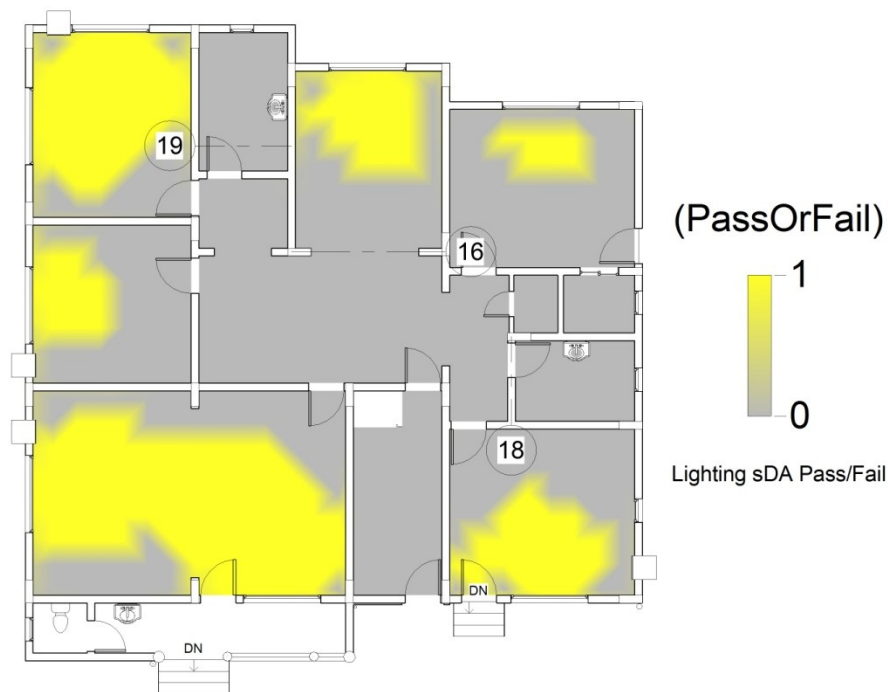 19
16
(PassOrFail)
1
0
18
Lighting sDA Pass/Fail
DN
DN